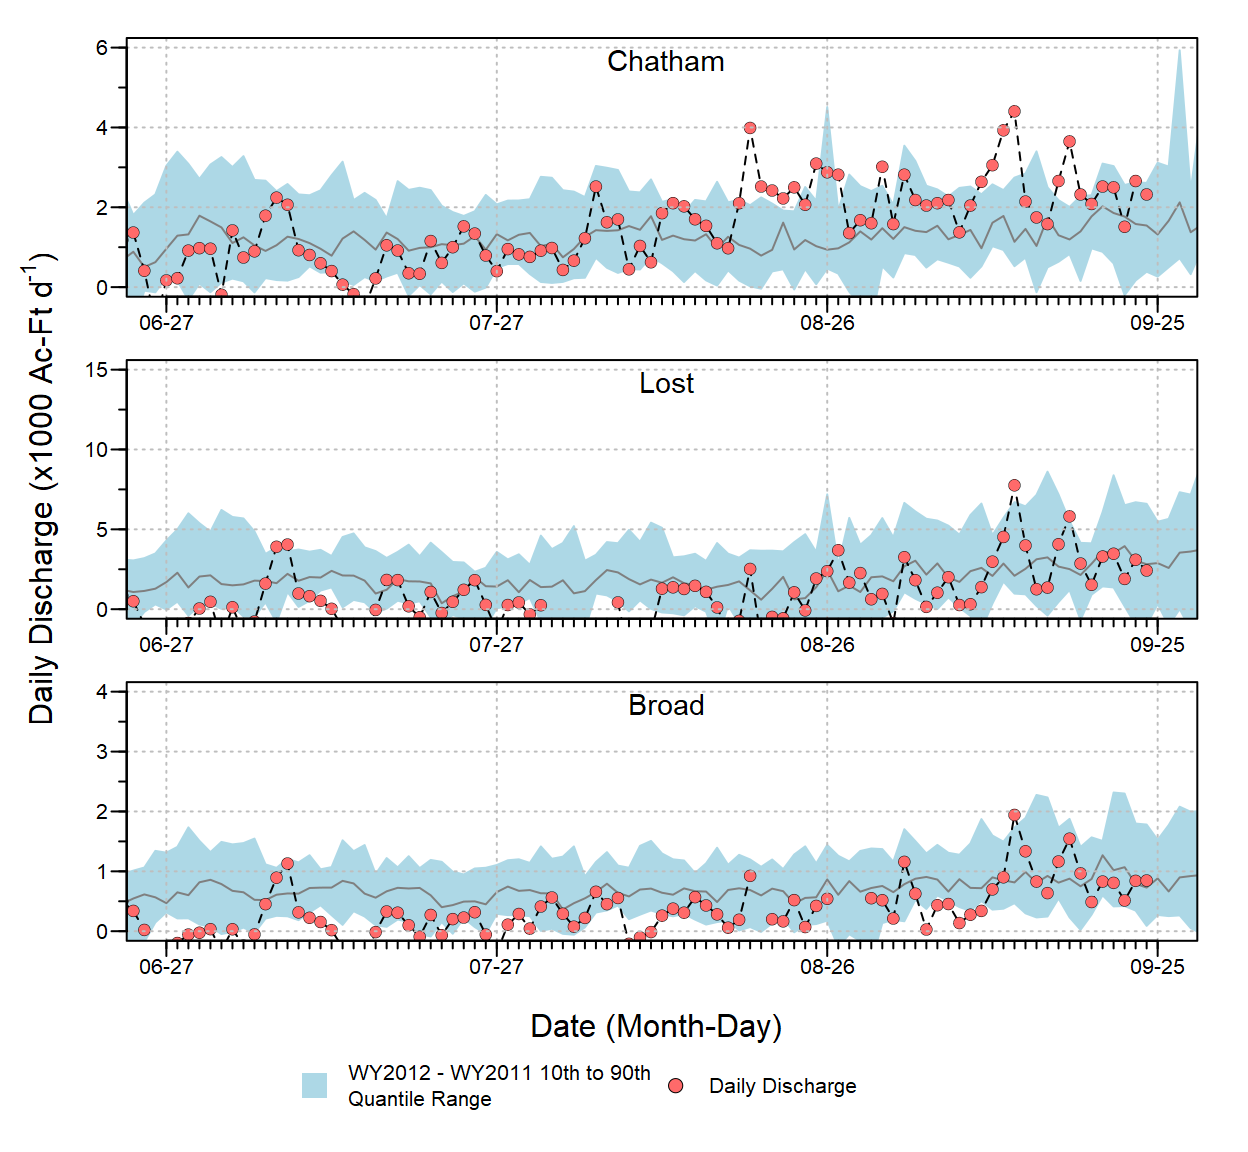 Daily Discharge (x1000 Ac-Ft d-1)
Chatham
6
4
2
0
06-27 07-27 08-26 09-25
Lost
15
10
5
0
06-27 07-27 08-26 09-25
Broad
4
3
2
1
0
06-27 07-27 08-26 09-25
Date (Month-Day)
WY2012 - WY2011 10th to 90th
Quantile Range
Daily Discharge